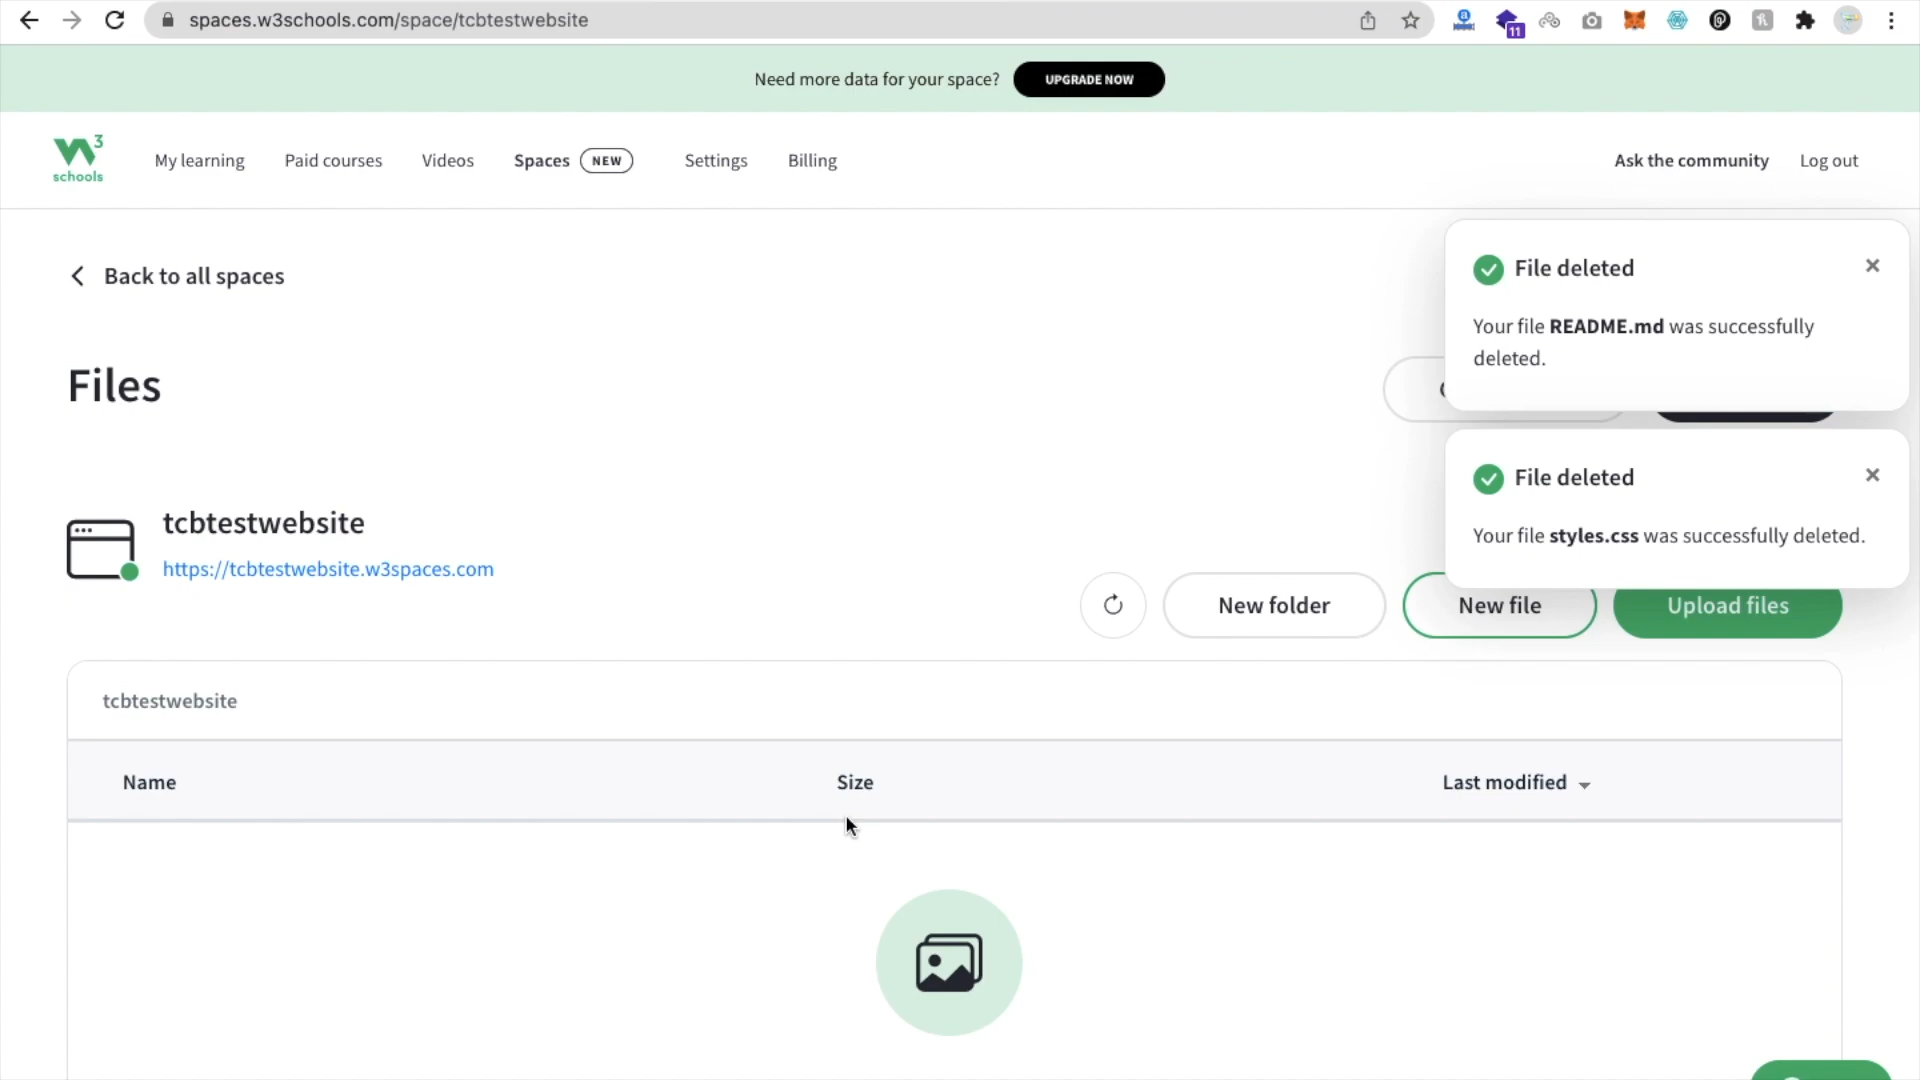 spaces.w3schools.com/space/tcbtestwebsite
11
Need more data for your space? UPGRADE NOW
W3 schools
My learning Paid courses Videos Spaces NEW Settings Billing Ask the community Log out
Back to all spaces
File deleted
Your file README.md was successfully
deleted.
Files
File deleted
Your file styles.css was successfully deleted.
tcbtestwebsite
https://tcbtestwebsite.w3spaces.com
New folder New file Upload files
tcbtestwebsite
Name Size Last modified